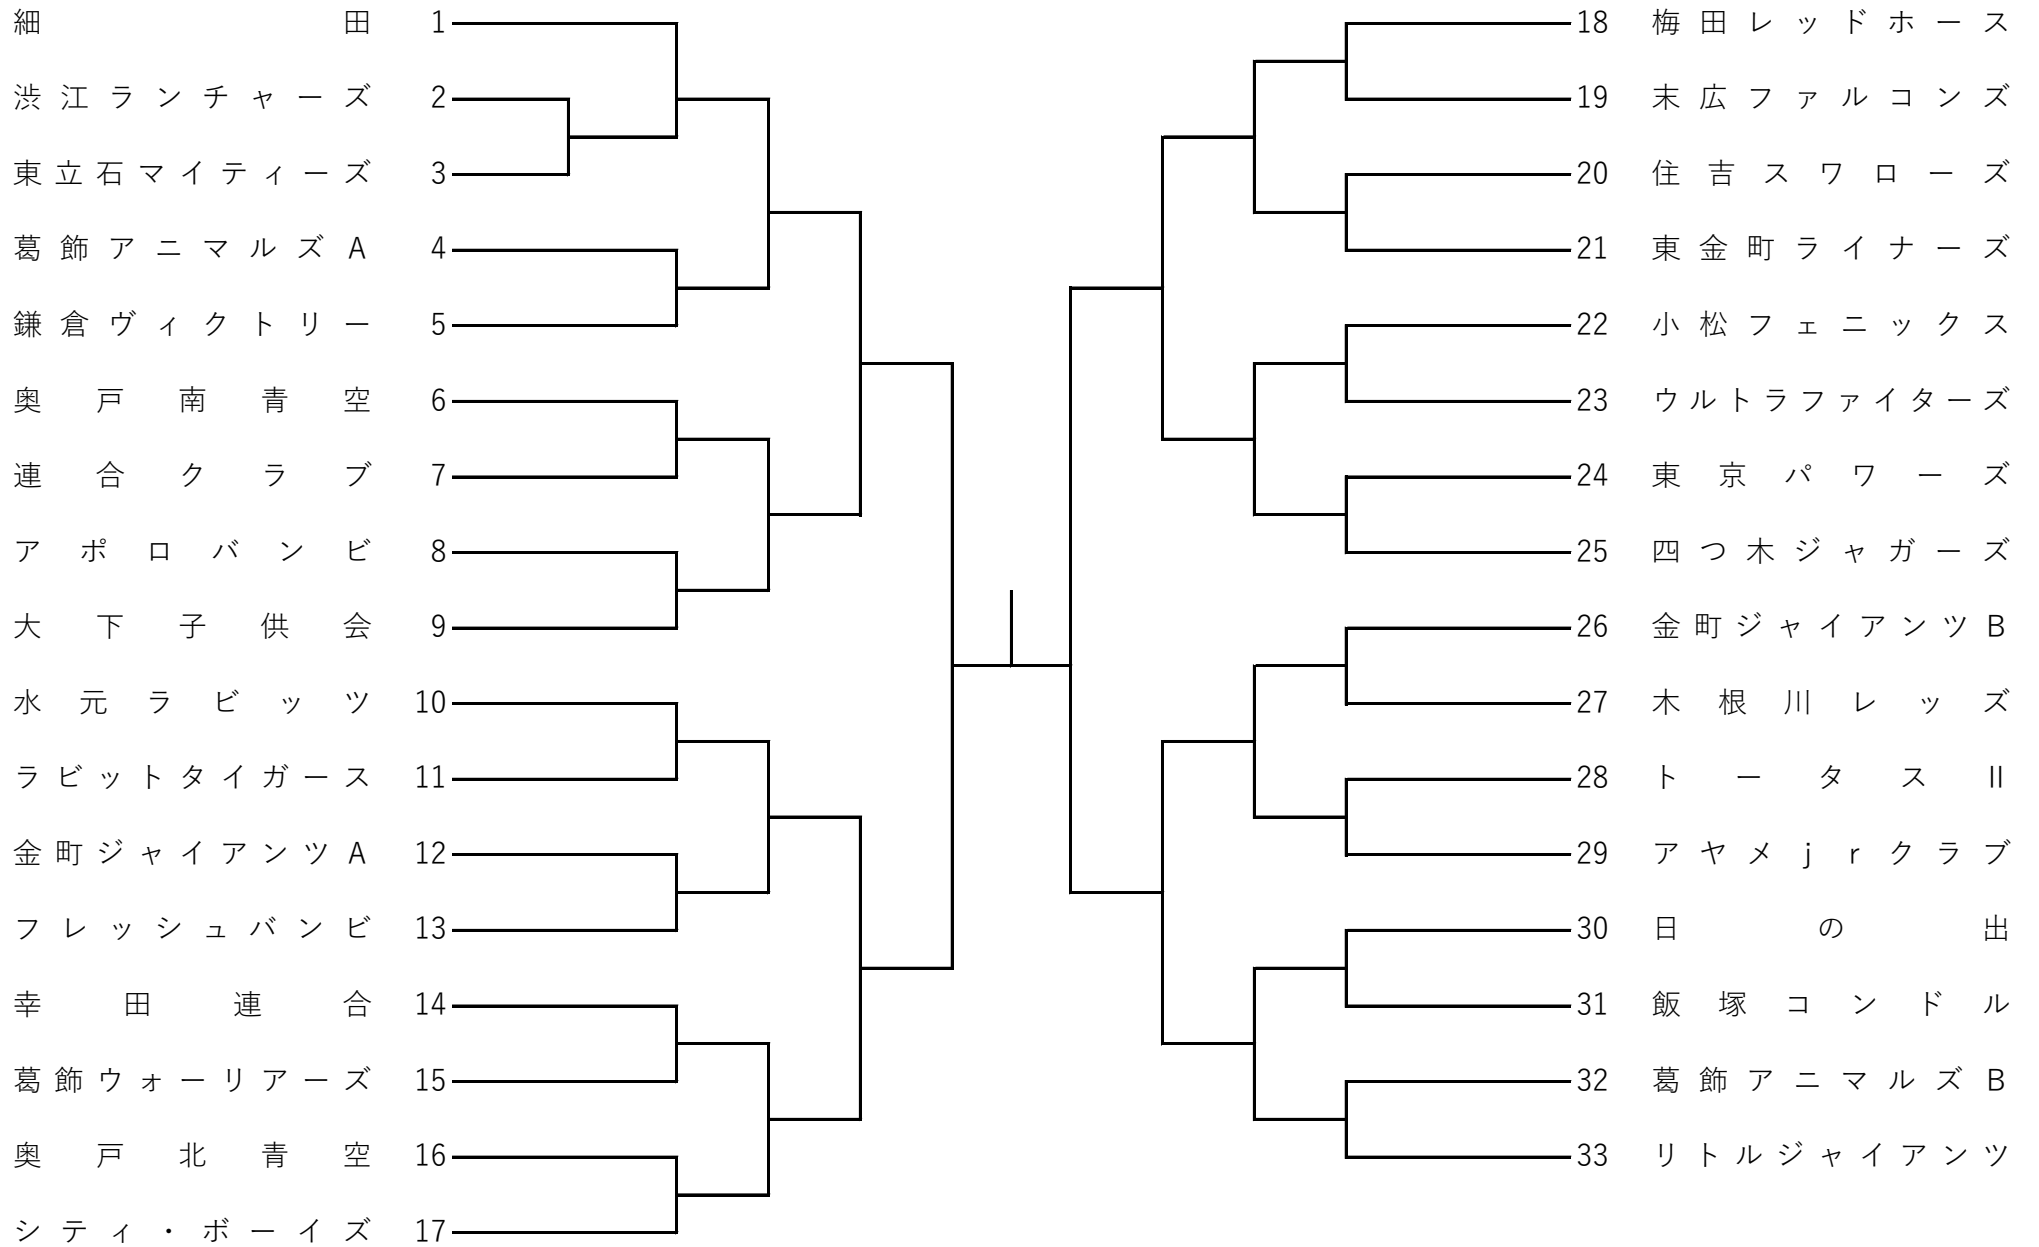 細田 1
渋江ランチャーズ 2
東立石マイティーズ 3
葛飾アニマルズA 4
鎌倉ヴィクトリー 5
奥戸南青空 6
連合クラブ 7
アポロバンビ 8
大下子供会 9
水元ラビッツ 10
ラビットタイガース 11
金町ジャイアンツA 12
フレッシュバンビ 13
幸田連合 14
葛飾ウォーリアーズ 15
奥戸北青空 16
シティ・ボーイズ 17
18 梅田レッドホース
19 末広ファルコンズ
20 住吉スワローズ
21 東金町ライナーズ
22 小松フェニックス
23 ウルトラファイターズ
24 東京パワーズ
25 四つ木ジャガーズ
26 金町ジャイアンツB
27 木根川レッズ
28 トータスⅡ
29 アヤメjrクラブ
30 日の出
31 飯塚コンドル
32 葛飾アニマルズB
33 リトルジャイアンツ